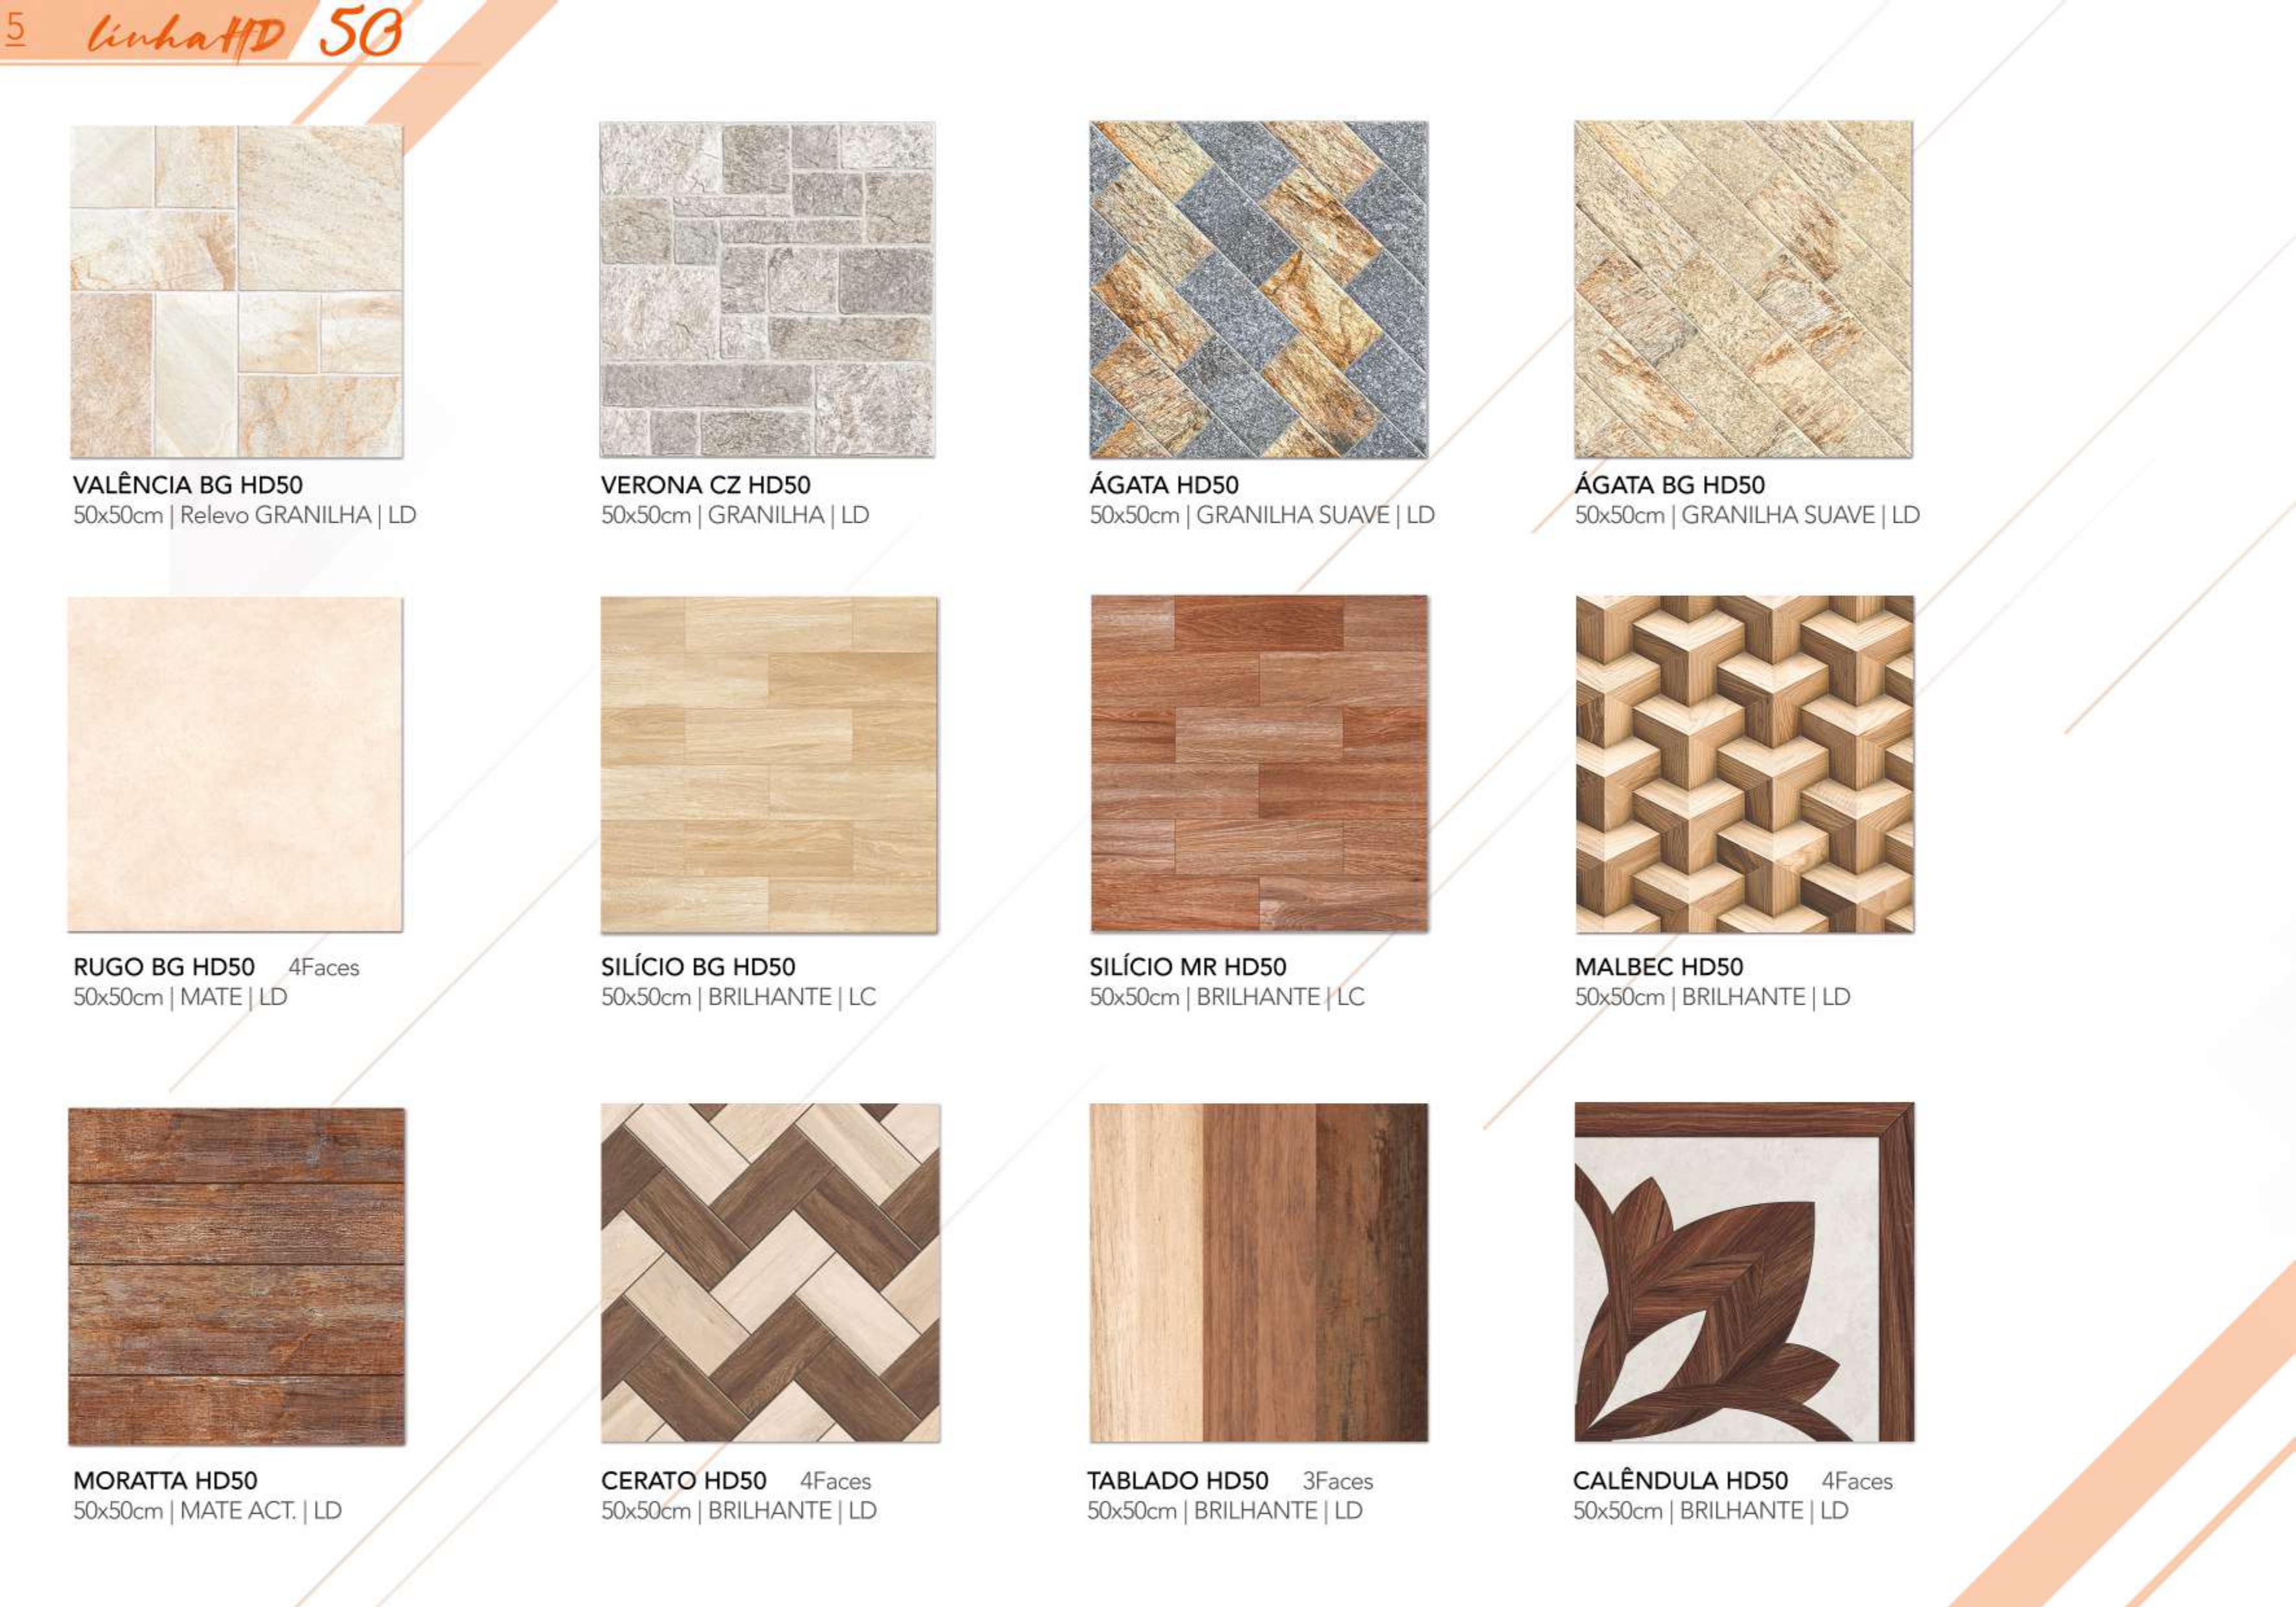 5 linhaHD 50
VALÊNCIA BG HD50
50x50cm | Relevo GRANILHA | LD
VERONA CZ HD50
50x50cm | GRANILHA | LD
ÁGATA HD50
50x50cm | GRANILHA SUAVE | LD
ÁGATA BG HD50
50x50cm | GRANILHA SUAVE | LD
RUGO BG HD50 4Faces
50x50cm | MATE | LD
SILÍCIO BG HD50
50x50cm | BRILHANTE | LC
SILÍCIO MR HD50
50x50cm | BRILHANTE | LC
MALBEC HD50
50x50cm | BRILHANTE | LD
MORATTA HD50
50x50cm | MATE ACT. | LD
CERATO HD50 4Faces
50x50cm | BRILHANTE | LD
TABLADO HD50 3Faces
50x50cm | BRILHANTE | LD
CALÊNDULA HD50 4Faces
50x50cm | BRILHANTE | LD